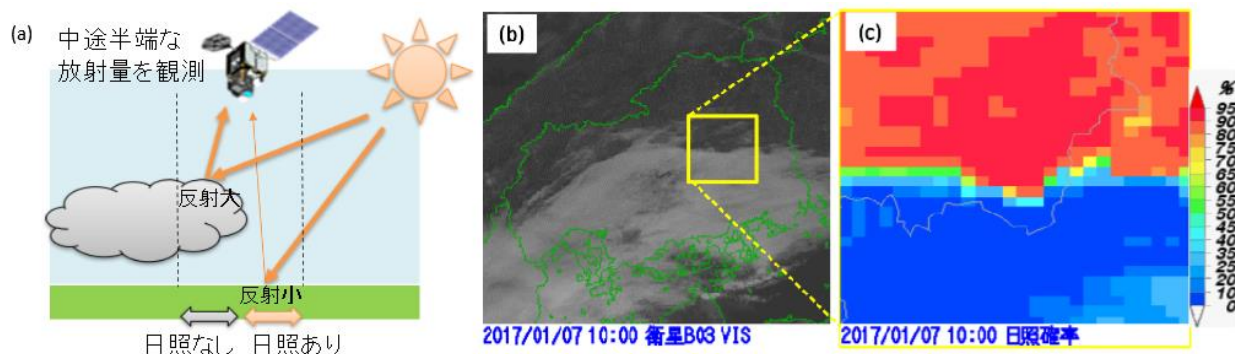 (a)
中途半端な
放射量を観測
反射大
反射小
日照なし 日照あり
(b)
2017/01/07 10:00 衛星B03 VIS
(c)
2017/01/07 10:00 日照確率
%
95
90
85
80
75
70
65
60
55
50
40
30
20
10
0